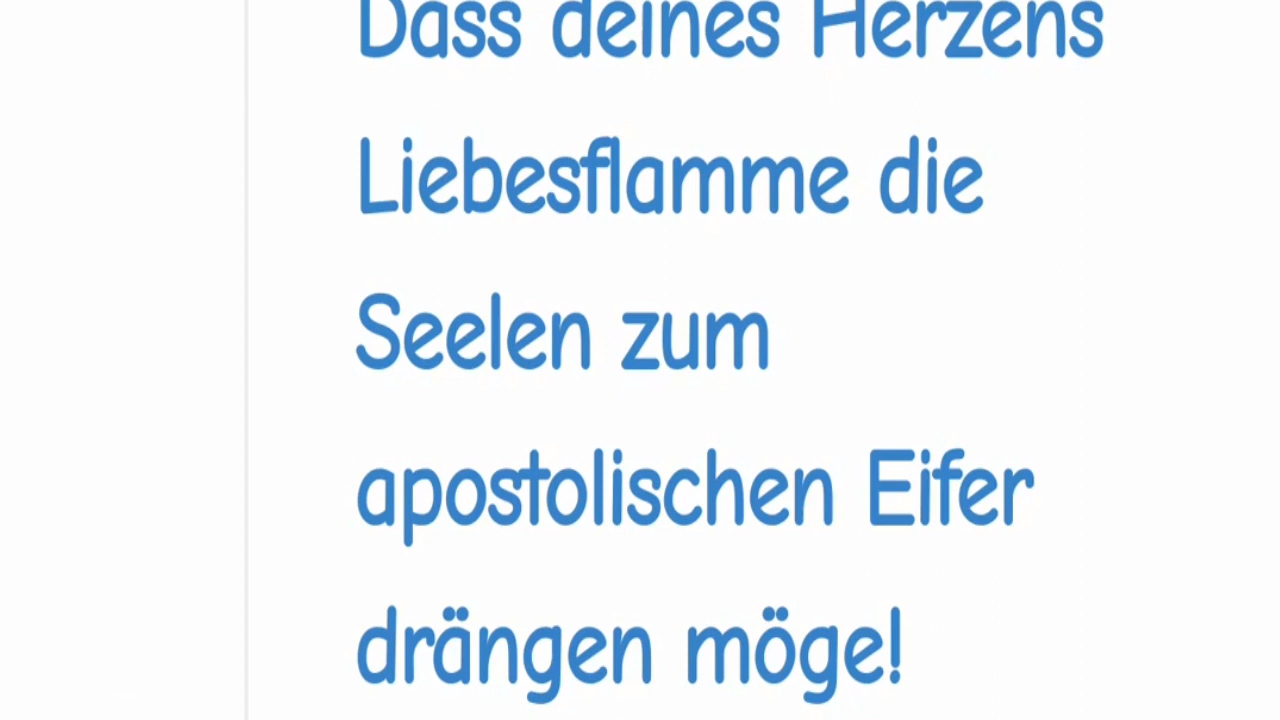 Dass deines Herzens
Liebesflamme die
Seelen zum
apostolischen Eifer
drängen möge!